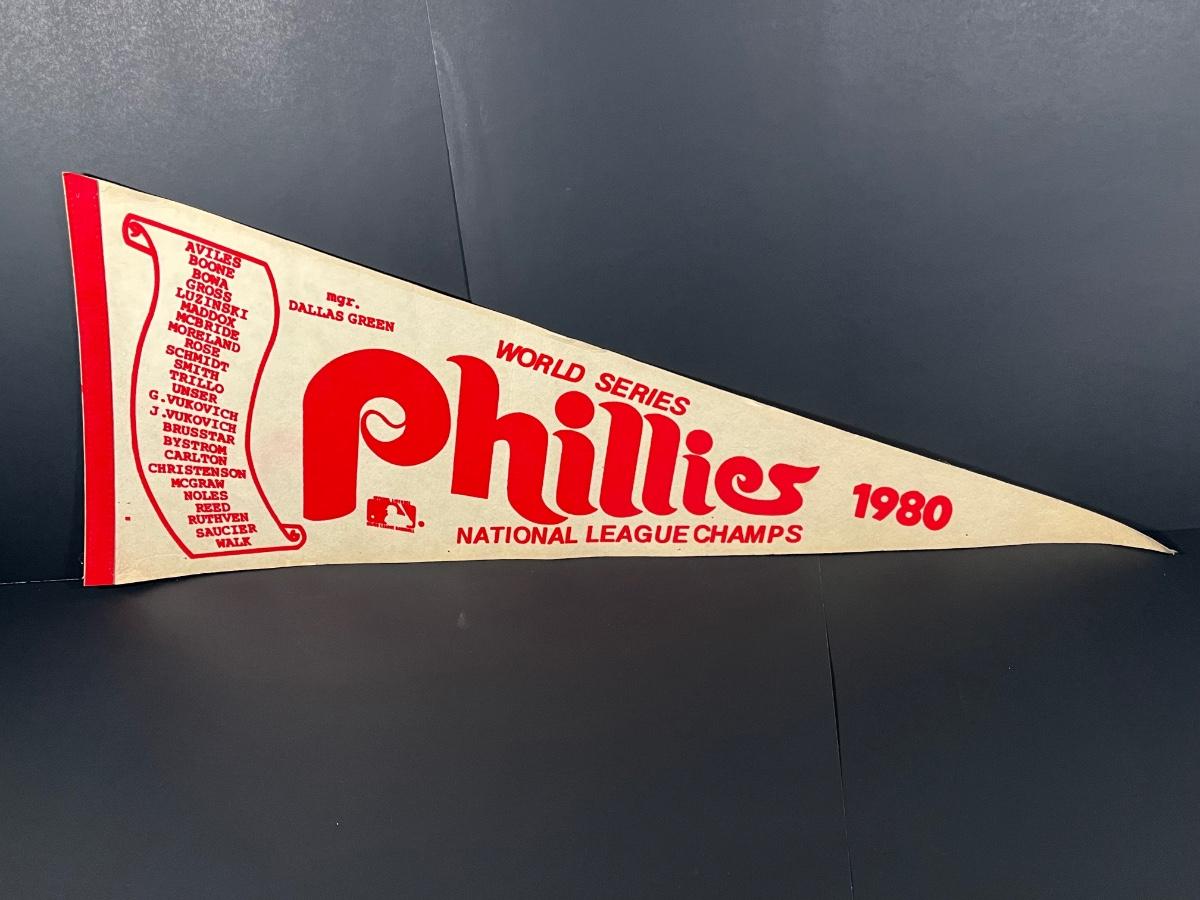 AVILES
BOONE
BOWA
GROSS
LUZINSKI
MADDOX
MCBRIDE
MORELAND
ROSE
SCHMIDT
SMITH
TRILLO
UNSER
G.VUKOVICH
J.VUKOVICH
BRUSSTAR
BYSTROM
CARLTON
CHRISTENSON
MCGRAW
NOLES
REED
RUTHVEN
SAUCIER
WALK
mgr.
DALLAS GREEN
WORLD SERIES
Phillies
NATIONAL LEAGUE CHAMPS
1980